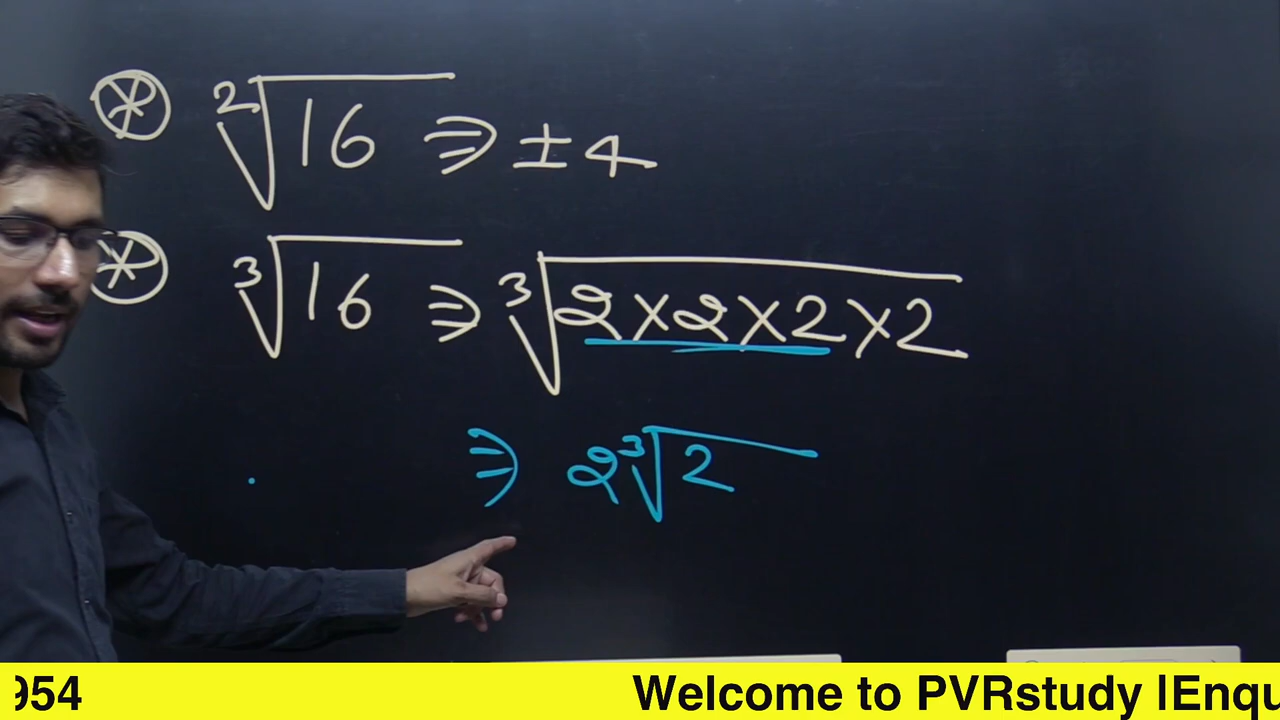 ⊛ ²√16 ⇒ ±4
⊛ ³√16 ⇒ ³√2×2×2×2
⇒ 2³√2
954 Welcome to PVRstudy |Enqu